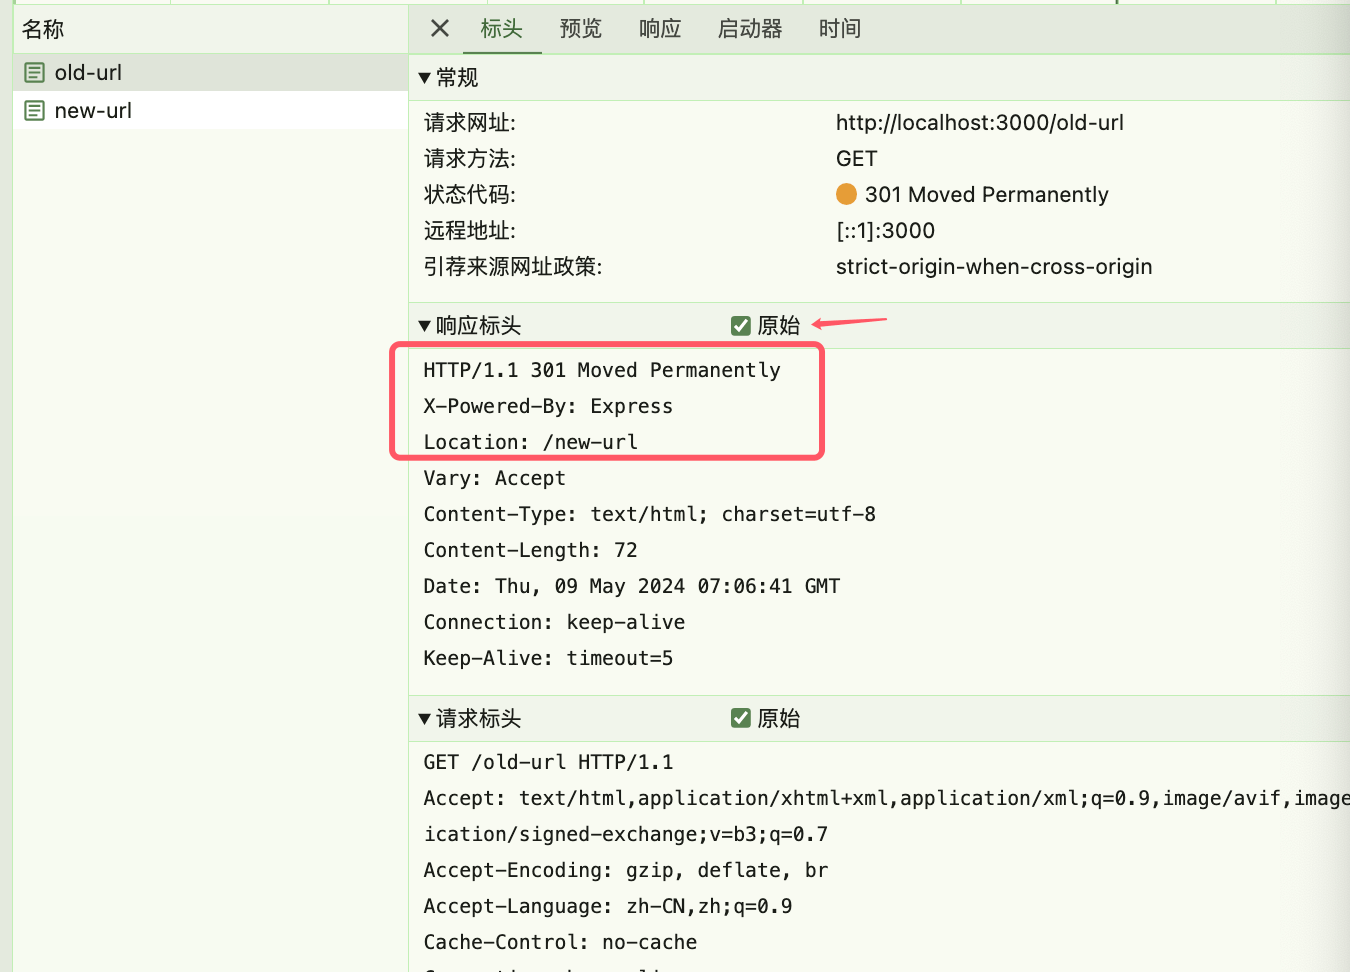 名称
old-url
new-url
标头 预览 响应 启动器 时间
常规
请求网址: http://localhost:3000/old-url
请求方法: GET
状态代码: 301 Moved Permanently
远程地址: [::1]:3000
引荐来源网址政策: strict-origin-when-cross-origin
响应标头 原始
HTTP/1.1 301 Moved Permanently
X-Powered-By: Express
Location: /new-url
Vary: Accept
Content-Type: text/html; charset=utf-8
Content-Length: 72
Date: Thu, 09 May 2024 07:06:41 GMT
Connection: keep-alive
Keep-Alive: timeout=5
请求标头 原始
GET /old-url HTTP/1.1
Accept: text/html,application/xhtml+xml,application/xml;q=0.9,image/avif,image
ication/signed-exchange;v=b3;q=0.7
Accept-Encoding: gzip, deflate, br
Accept-Language: zh-CN,zh;q=0.9
Cache-Control: no-cache